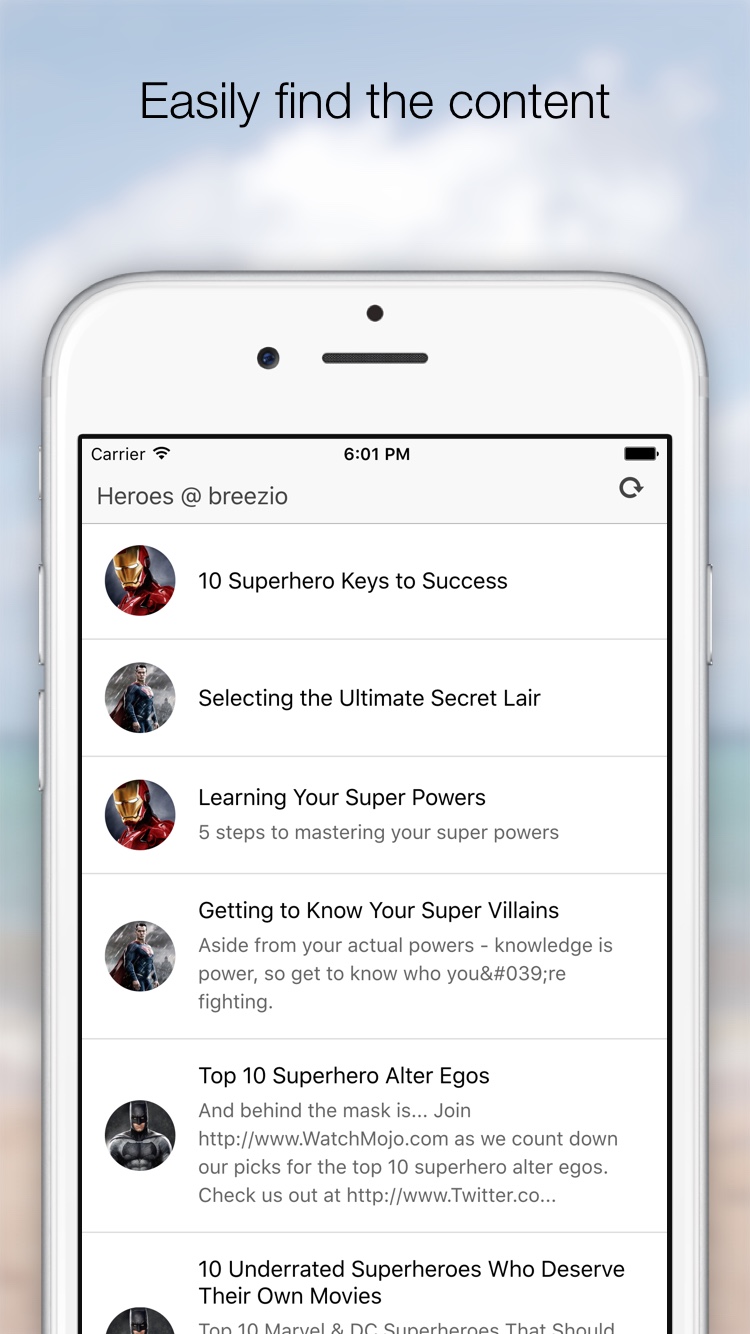 Easily find the content
Carrier
6:01 PM
Heroes @ breezio
10 Superhero Keys to Success
Selecting the Ultimate Secret Lair
Learning Your Super Powers
5 steps to mastering your super powers
Getting to Know Your Super Villains
Aside from your actual powers - knowledge is
power, so get to know who you&#039;re
fighting.
Top 10 Superhero Alter Egos
And behind the mask is... Join
http://www.WatchMojo.com as we count down
our picks for the top 10 superhero alter egos.
Check us out at http://www.Twitter.co...
10 Underrated Superheroes Who Deserve
Their Own Movies
Top 10 Marvel & DC Superheroes That Should